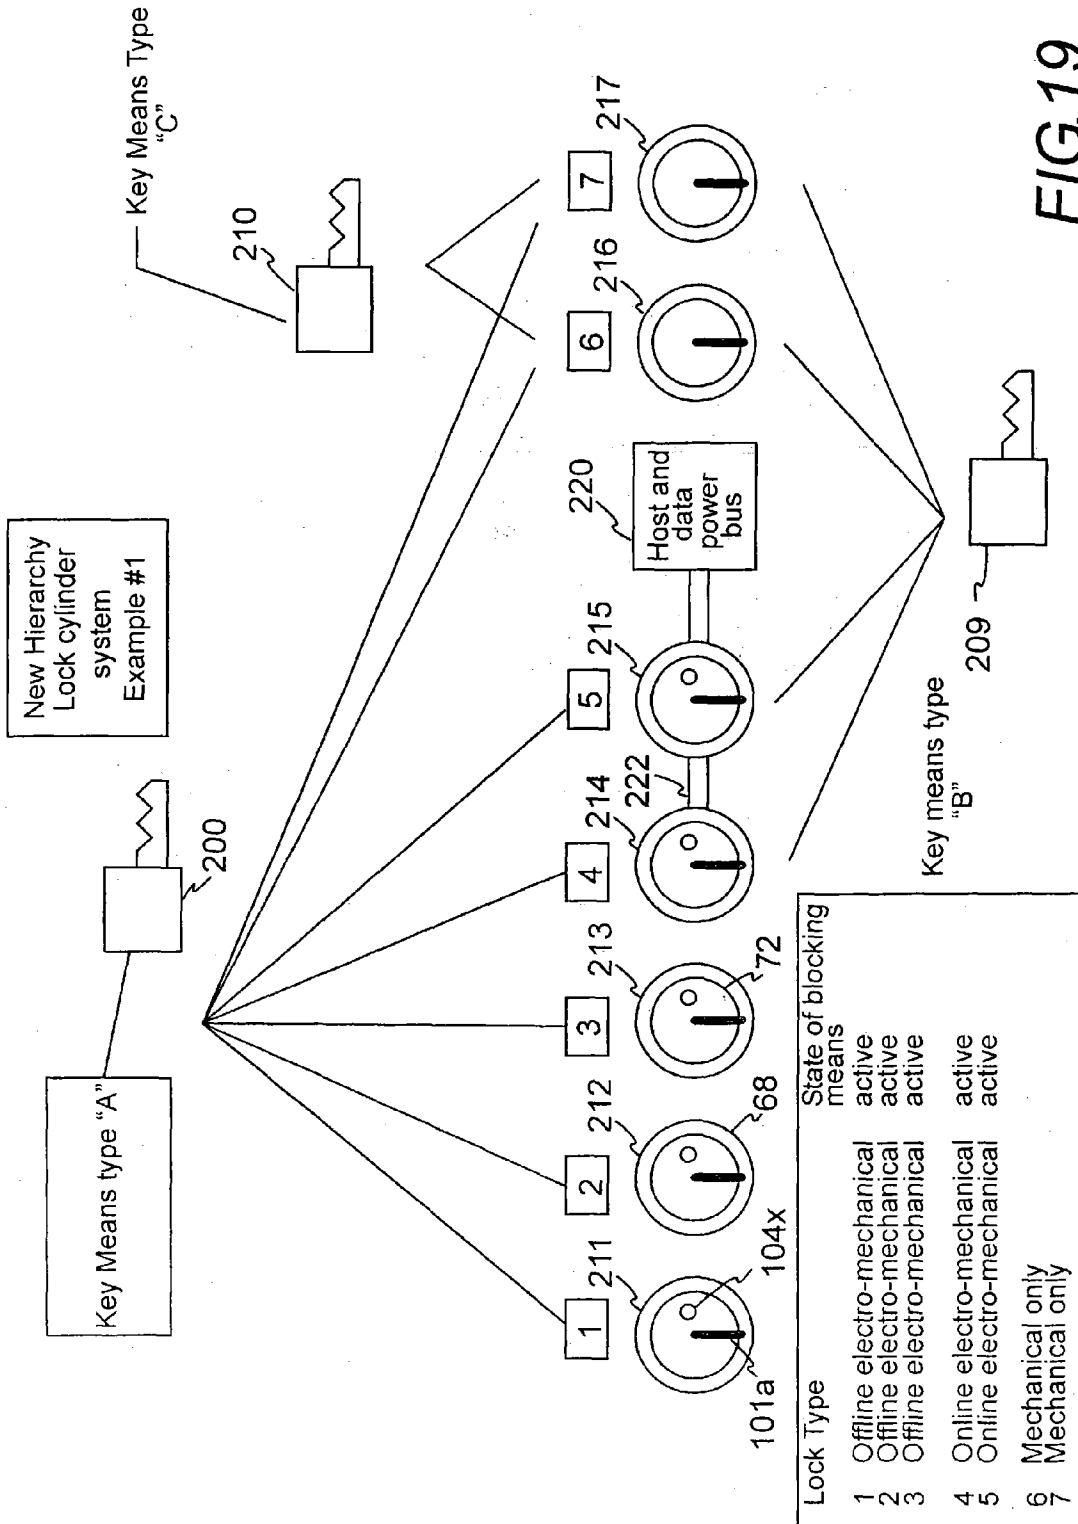 New Hierarchy
Lock cylinder
system
Example #1
Key Means type "A"
200
Key Means Type
"C"
210
1
2
3
4
5
6
7
211
212
213
214
215
216
217
101a
104x
68
72
222
220
Host and
data
power
bus
Key means type
"B"
209
Lock Type
State of blocking
means
1 Offline electro-mechanical active
2 Offline electro-mechanical active
3 Offline electro-mechanical active
4 Online electro-mechanical active
5 Online electro-mechanical active
6 Mechanical only
7 Mechanical only
FIG.19